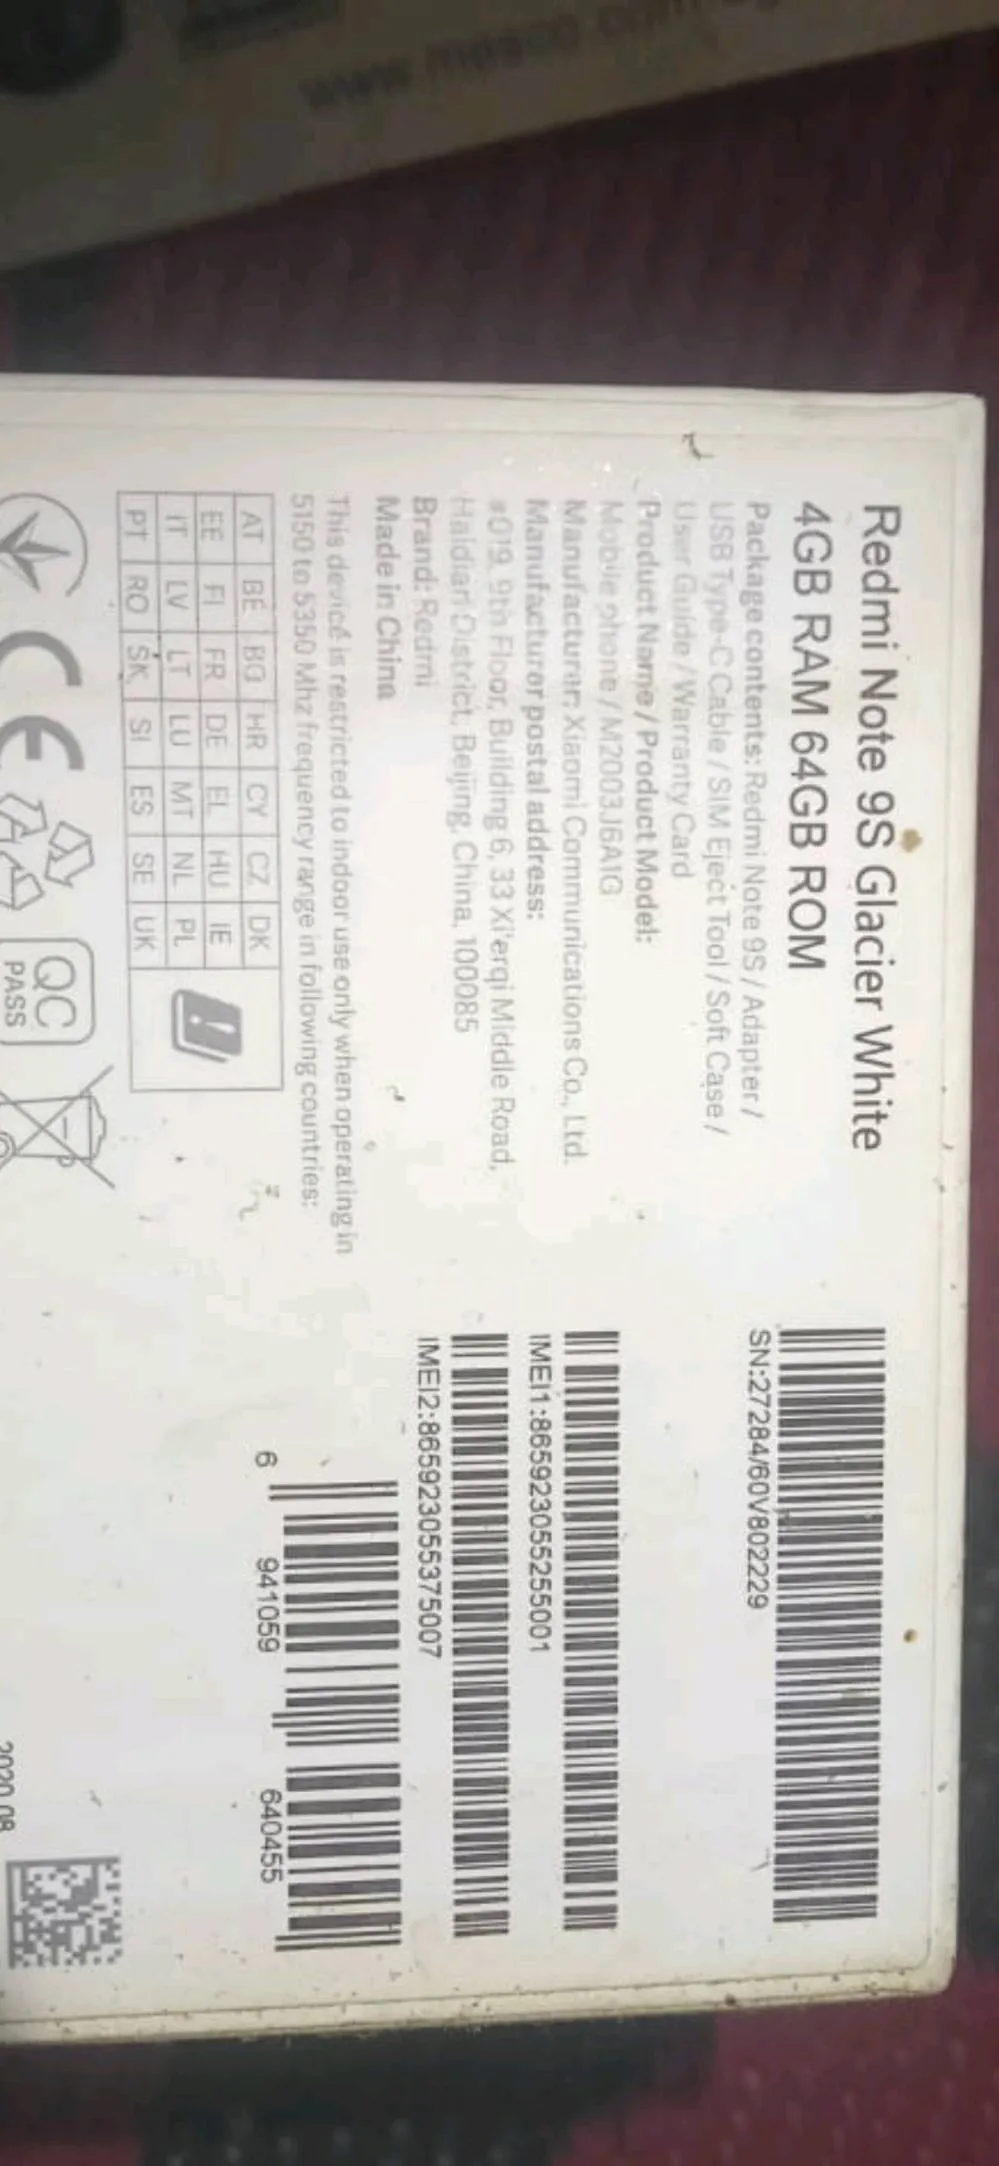 Redmi Note 9S Glacier White
4GB RAM 64GB ROM
Package contents: Redmi Note 9S / Adapter /
USB Type-C Cable / SIM Eject Tool / Soft Case /
User Guide / Warranty Card
Product Name / Product Model:
Mobile phone / M2003J6A1G
Manufacturer: Xiaomi Communications Co., Ltd.
Manufacturer postal address:
#019, 9th Floor, Building 6, 33 Xi'erqi Middle Road,
Haidian District, Beijing, China, 100085
Brand: Redmi
Made in China
This device is restricted to indoor use only when operating in
5150 to 5350 Mhz frequency range in following countries:
AT BE BG HR CY CZ DK
EE FI FR DE EL HU IE
IT LV LT LU MT NL PL
PT RO SK SI ES SE UK
CE
QC
PASS
SN:27284/60V802229
IMEI1:865923055255001
IMEI2:865923055375007
6 941059 640455